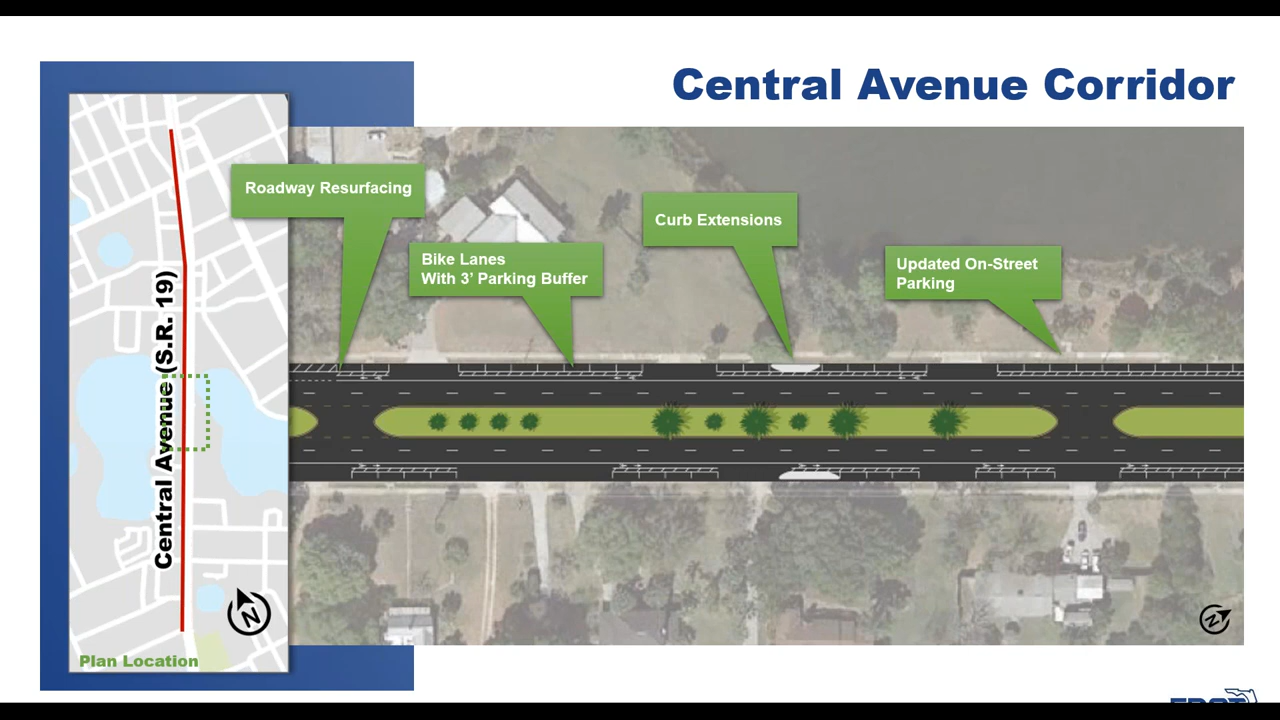 Central Avenue Corridor
Roadway Resurfacing
Bike Lanes
With 3’ Parking Buffer
Curb Extensions
Updated On-Street
Parking
Central Avenue (S.R. 19)
N
Plan Location
N
FDOT